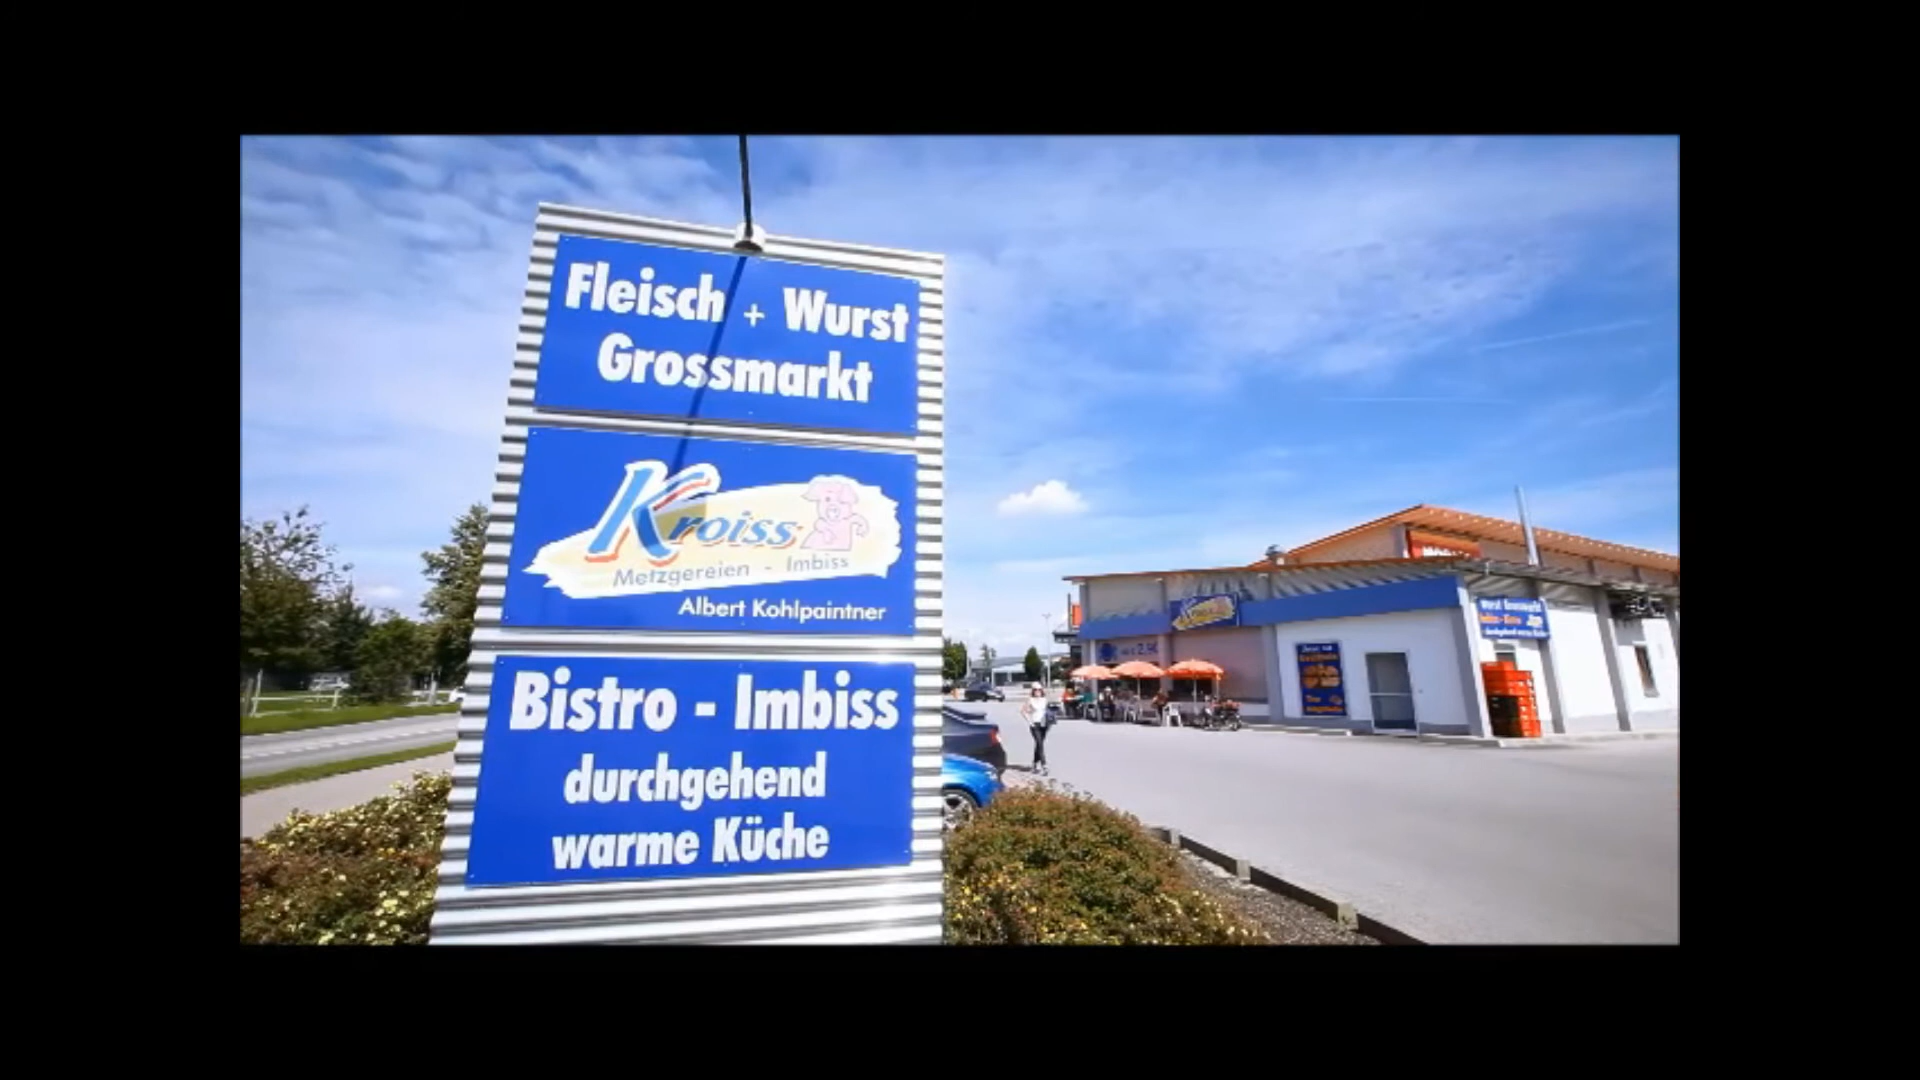 Fleisch + Wurst
Grossmarkt
Kroiss
Metzgereien - Imbiss
Albert Kohlpaintner
Bistro - Imbiss
durchgehend
warme Küche